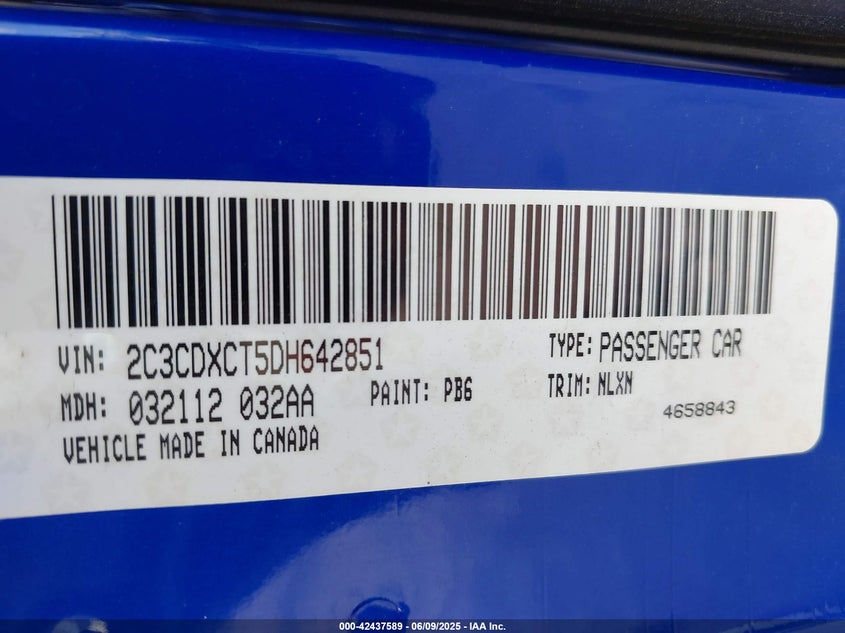 VIN: 2C3CDXCT5DH642851 TYPE: PASSENGER CAR
MDH: 032112 032AA PAINT: PB6 TRIM: NLXN
VEHICLE MADE IN CANADA 4658843
000-42437589 - 06/09/2025 - IAA Inc.